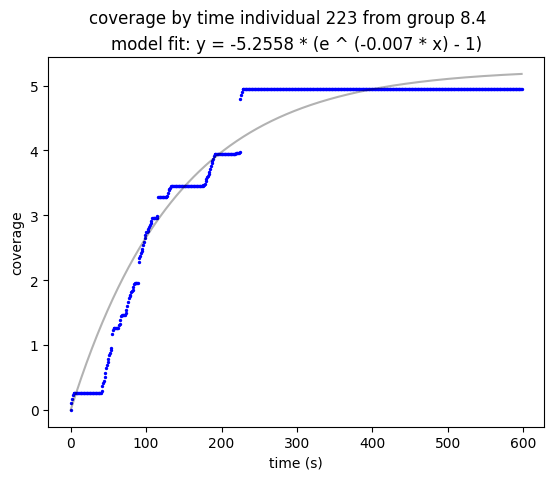 coverage by time individual 223 from group 8.4
model fit: y = -5.2558 * (e ^ (-0.007 * x) - 1)
5
4
3
2
1
0
coverage
0 100 200 300 400 500 600
time (s)